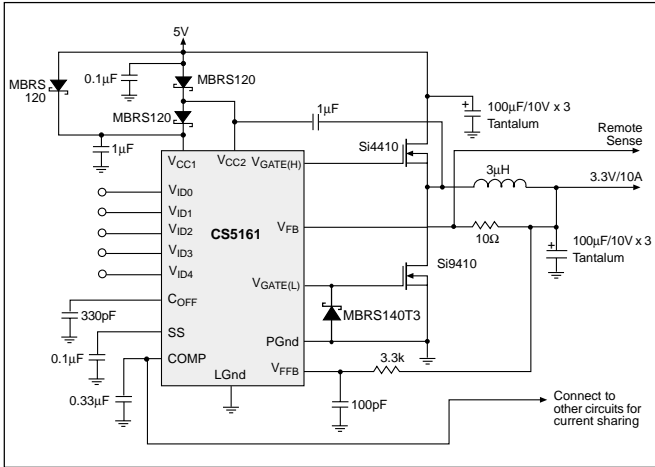 5V
MBRS
120
0.1μF
MBRS120
MBRS120
1μF
1μF
100μF/10V x 3
Tantalum
Remote
Sense
Si4410
3μH
3.3V/10A
VCC1
VCC2
VGATE(H)
VID0
VID1
VID2
VID3
VID4
CS5161
VFB
10Ω
100μF/10V x 3
Tantalum
Si9410
VGATE(L)
MBRS140T3
COFF
330pF
SS
0.1μF
PGnd
COMP
VFFB
3.3k
LGnd
0.33μF
100pF
Connect to
other circuits for
current sharing